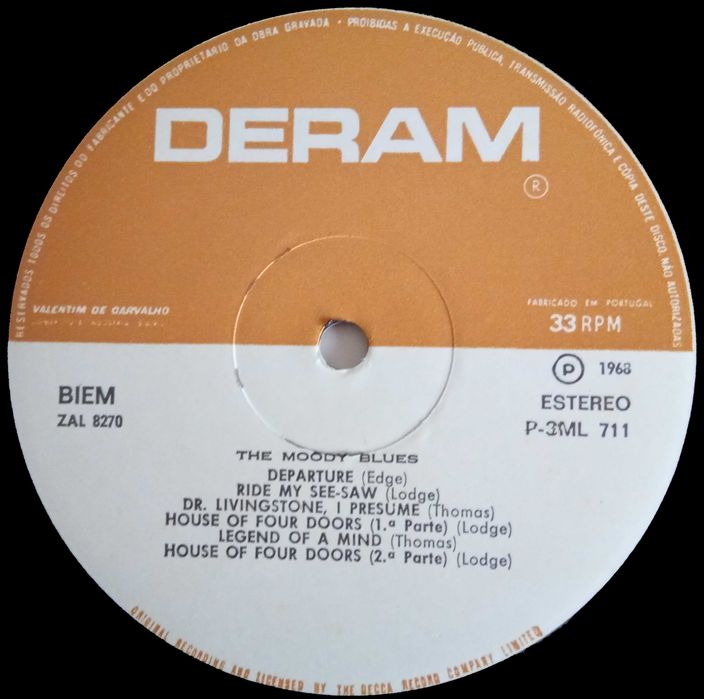 RESERVADOS TODOS OS DIREITOS DO FABRICANTE E DO PROPRIETARIO DA OBRA GRAVADA • PROIBIDAS A EXECUÇÃO PUBLICA, TRANSMISSÃO RADIOFÓNICA E CÓPIA DESTE DISCO, NÃO AUTORIZADAS
DERAM
®
VALENTIM DE CARVALHO
FABRICADO EM PORTUGAL
33 RPM
℗ 1968
BIEM
ESTEREO
ZAL 8270
P-3ML 711
THE MOODY BLUES
DEPARTURE (Edge)
RIDE MY SEE-SAW (Lodge)
DR. LIVINGSTONE, I PRESUME (Thomas)
HOUSE OF FOUR DOORS (1.ª Parte) (Lodge)
LEGEND OF A MIND (Thomas)
HOUSE OF FOUR DOORS (2.ª Parte) (Lodge)
ORIGINAL RECORDING AND LICENSED BY THE DECCA RECORD COMPANY LIMITED